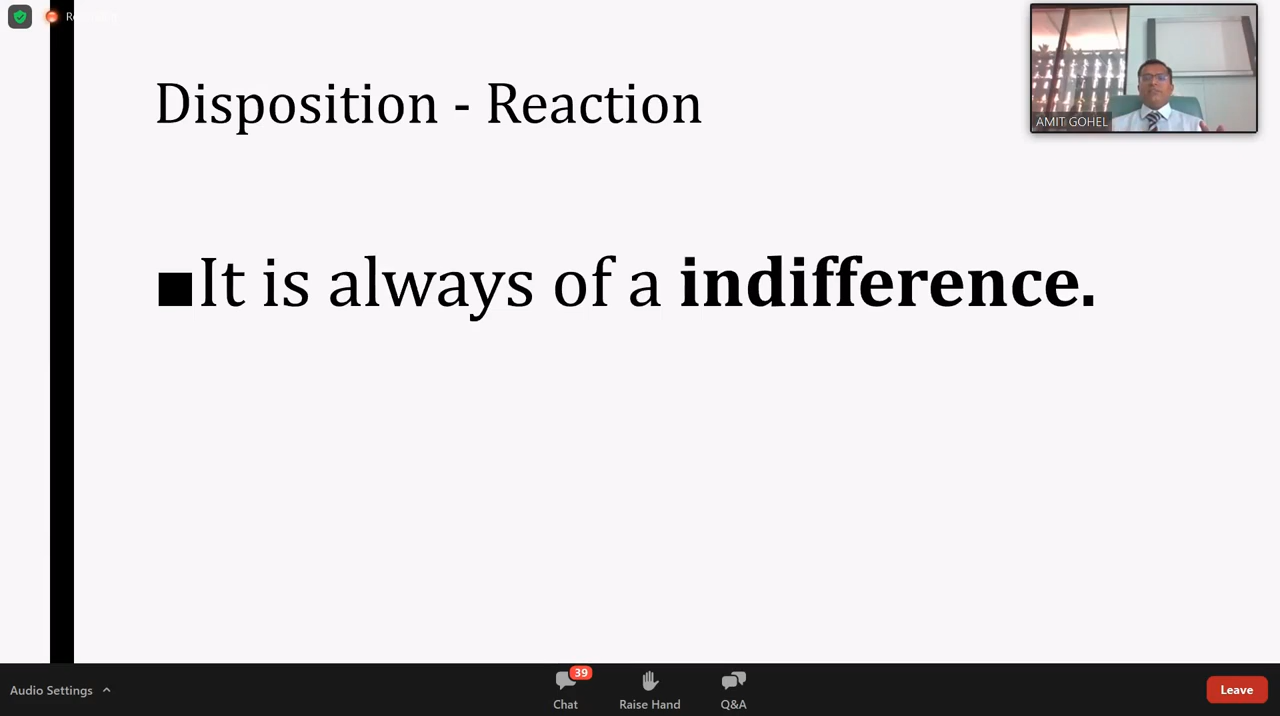 Disposition - Reaction
AMIT GOHEL
■It is always of a indifference.
Audio Settings
39
Chat
Raise Hand
Q&A
Leave